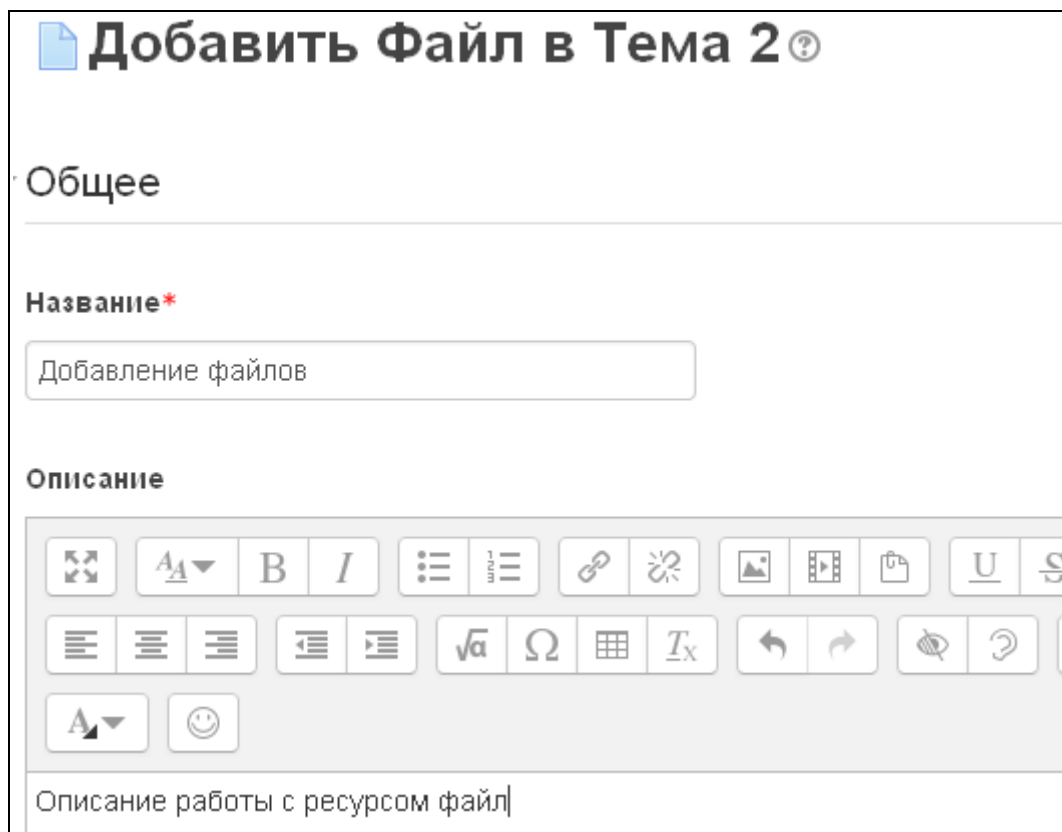 Добавить Файл в Тема 2
Общее
Название*
Добавление файлов
Описание
Описание работы с ресурсом файл